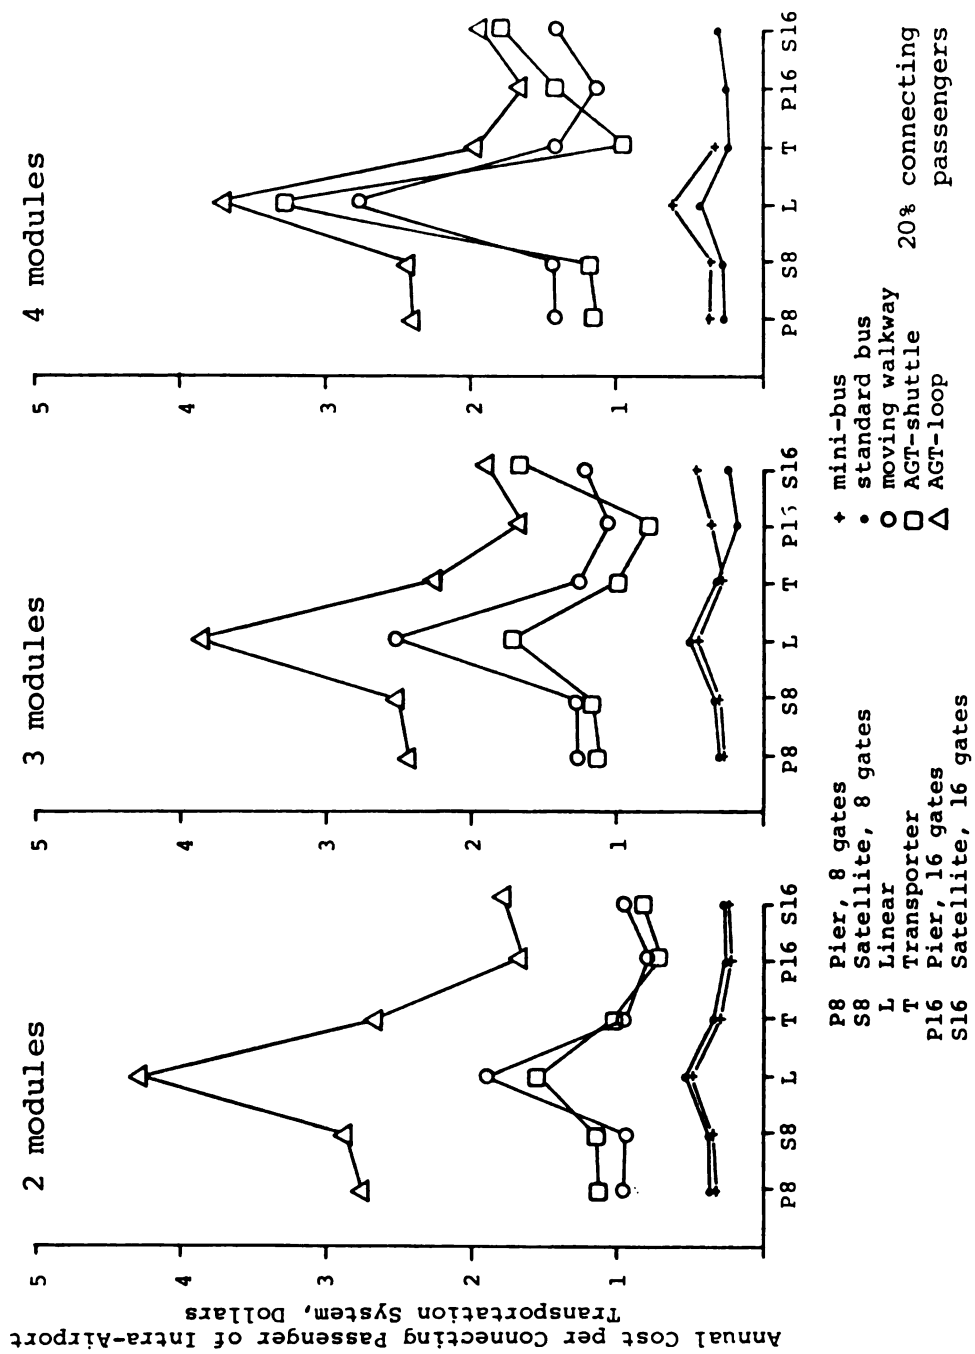 Annual Cost per Connecting Passenger of Intra-Airport
Transportation System, Dollars
2 modules
5
4
3
2
1
P8 S8 L T P16 S16
3 modules
5
4
3
2
1
P8 S8 L T P16 S16
4 modules
5
4
3
2
1
P8 S8 L T P16 S16
P8 Pier, 8 gates
S8 Satellite, 8 gates
L Linear
T Transporter
P16 Pier, 16 gates
S16 Satellite, 16 gates
mini-bus
standard bus
moving walkway
AGT-shuttle
AGT-loop
20% connecting
passengers